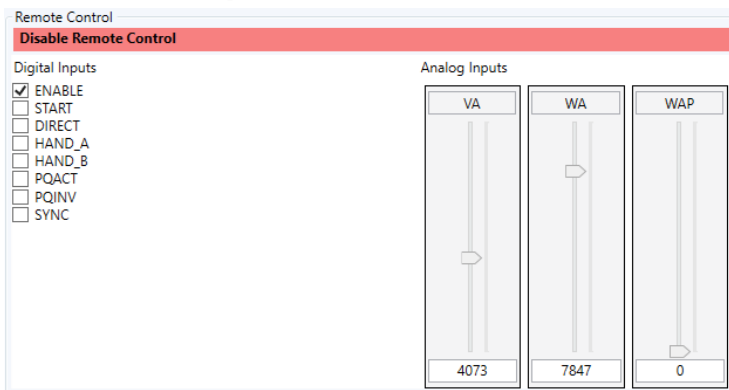 Remote Control
Disable Remote Control
Digital Inputs
ENABLE
START
DIRECT
HAND_A
HAND_B
PQACT
PQINV
SYNC
Analog Inputs
VA WA WAP
4073 7847 0